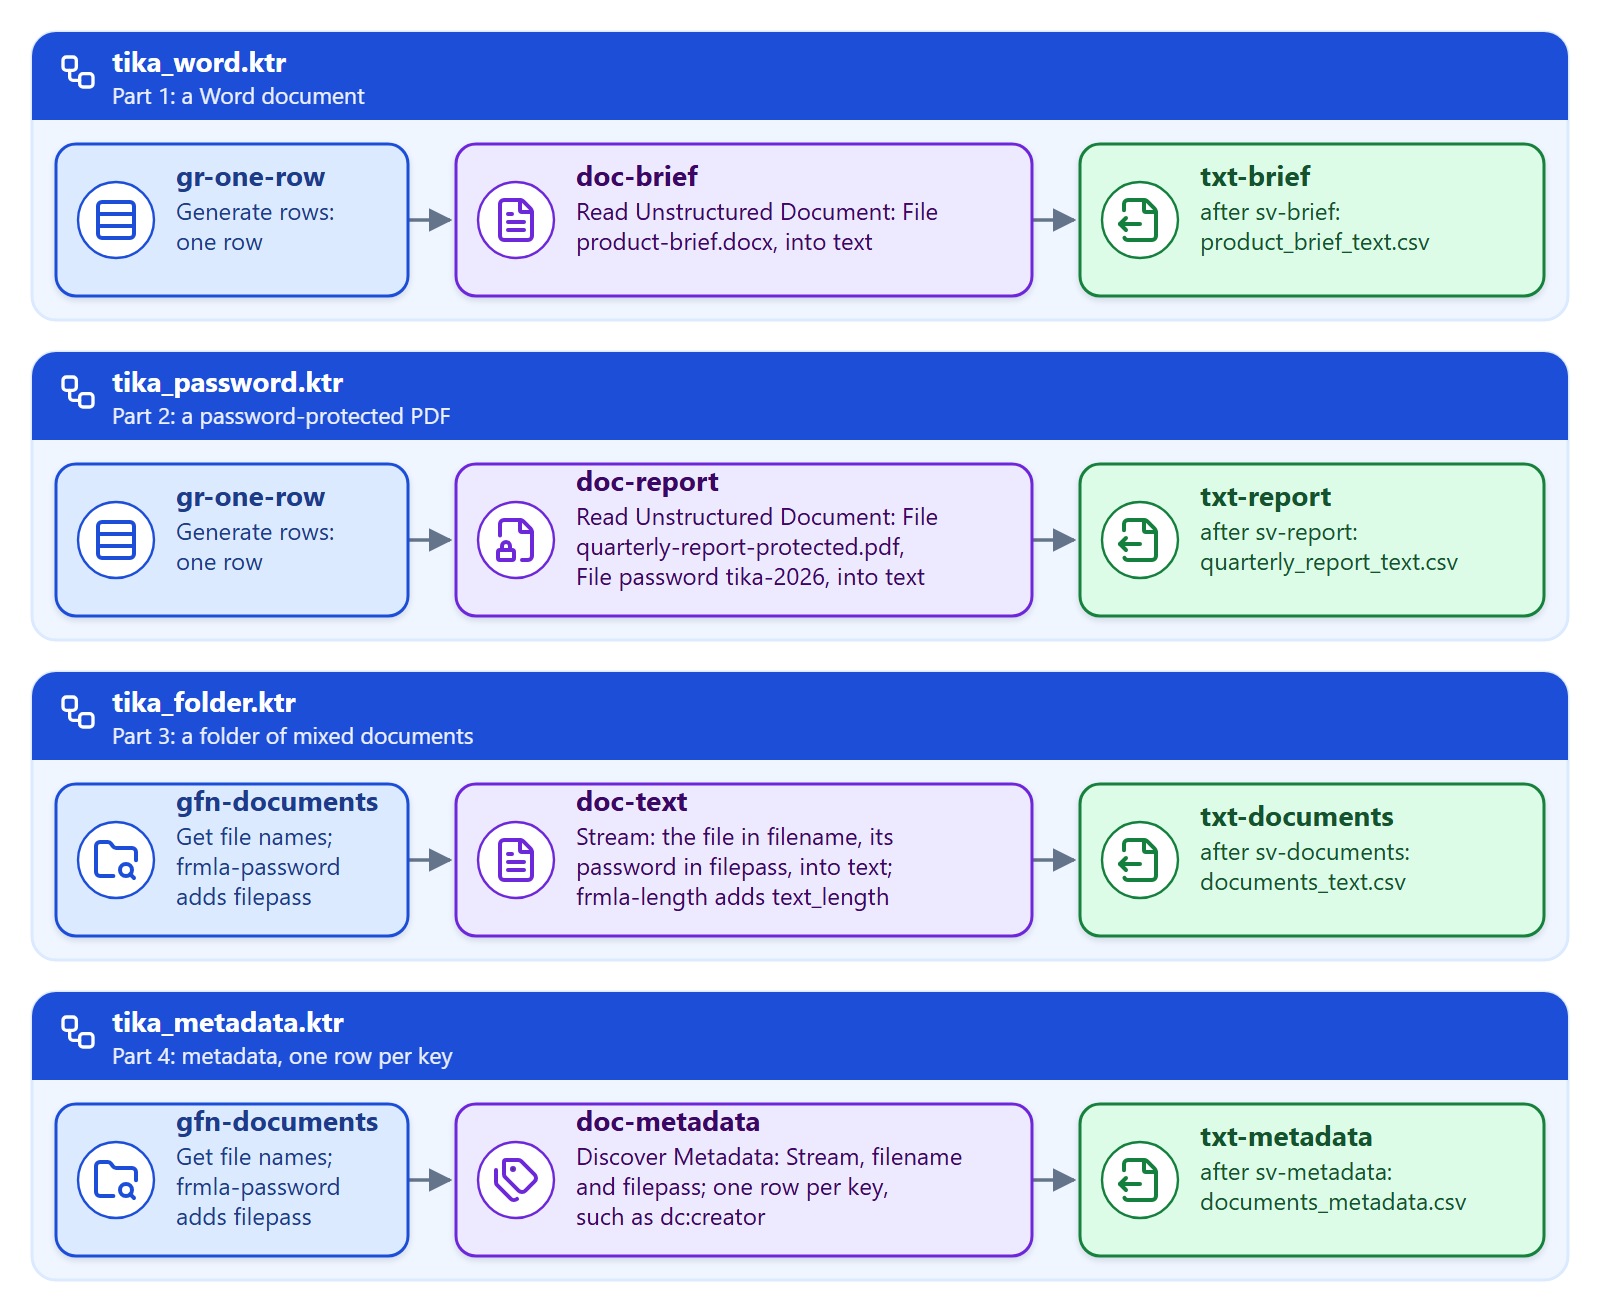 tika_word.ktr
Part 1: a Word document
gr-one-row
Generate rows:
one row
doc-brief
Read Unstructured Document: File
product-brief.docx, into text
txt-brief
after sv-brief:
product_brief_text.csv
tika_password.ktr
Part 2: a password-protected PDF
gr-one-row
Generate rows:
one row
doc-report
Read Unstructured Document: File
quarterly-report-protected.pdf,
File password tika-2026, into text
txt-report
after sv-report:
quarterly_report_text.csv
tika_folder.ktr
Part 3: a folder of mixed documents
gfn-documents
Get file names;
frmla-password
adds filepass
doc-text
Stream: the file in filename, its
password in filepass, into text;
frmla-length adds text_length
txt-documents
after sv-documents:
documents_text.csv
tika_metadata.ktr
Part 4: metadata, one row per key
gfn-documents
Get file names;
frmla-password
adds filepass
doc-metadata
Discover Metadata: Stream, filename
and filepass; one row per key,
such as dc:creator
txt-metadata
after sv-metadata:
documents_metadata.csv